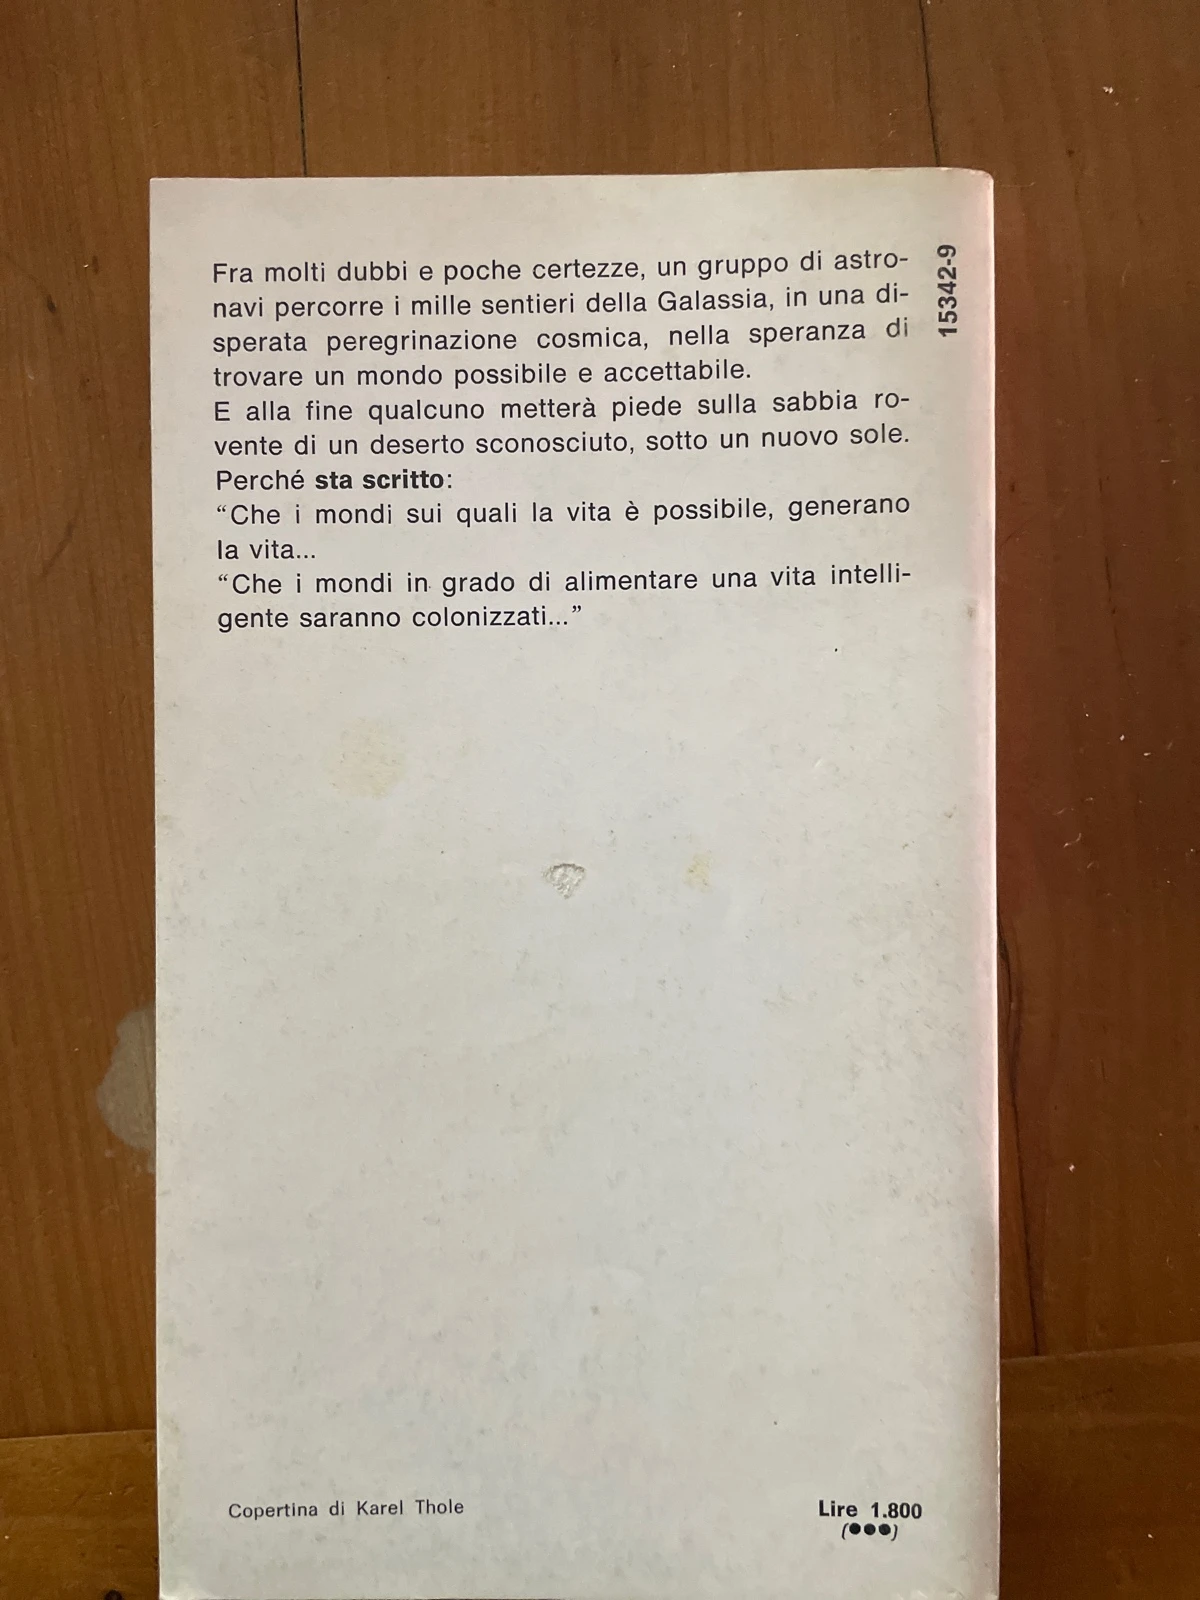 Fra molti dubbi e poche certezze, un gruppo di astro-
navi percorre i mille sentieri della Galassia, in una di-
sperata peregrinazione cosmica, nella speranza di
trovare un mondo possibile e accettabile.
E alla fine qualcuno metterà piede sulla sabbia ro-
vente di un deserto sconosciuto, sotto un nuovo sole.
Perché sta scritto:
“Che i mondi sui quali la vita è possibile, generano
la vita...
“Che i mondi in grado di alimentare una vita intelli-
gente saranno colonizzati...”
15342-9
Copertina di Karel Thole
Lire 1.800
(●●●)